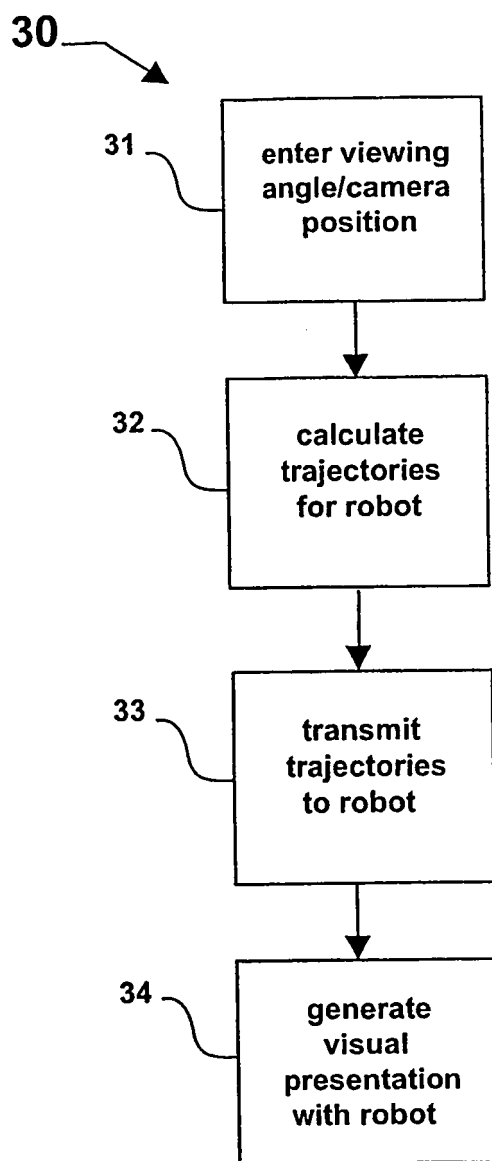 30
31
enter viewing
angle/camera
position
32
calculate
trajectories
for robot
33
transmit
trajectories
to robot
34
generate
visual
presentation
with robot